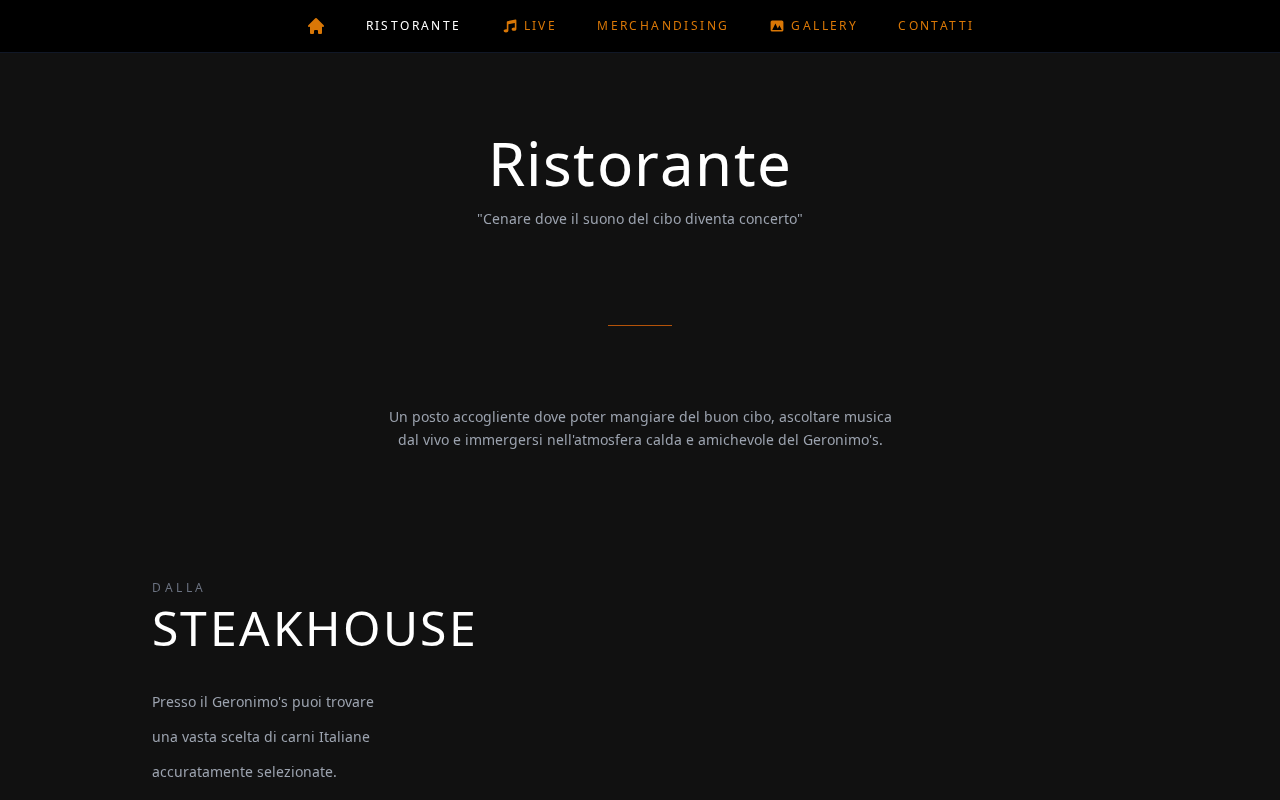 RISTORANTE LIVE MERCHANDISING GALLERY CONTATTI
Ristorante
"Cenare dove il suono del cibo diventa concerto"
Un posto accogliente dove poter mangiare del buon cibo, ascoltare musica
dal vivo e immergersi nell'atmosfera calda e amichevole del Geronimo's.
DALLA
STEAKHOUSE
Presso il Geronimo's puoi trovare
una vasta scelta di carni Italiane
accuratamente selezionate.